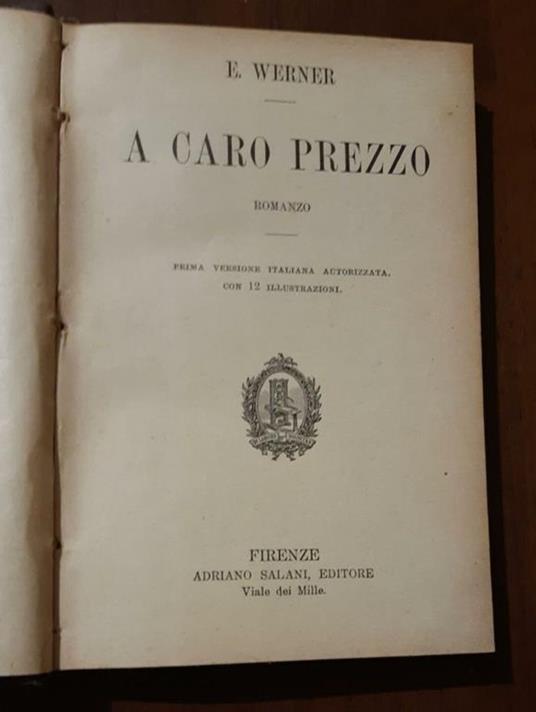 E. WERNER
A CARO PREZZO
ROMANZO
PRIMA VERSIONE ITALIANA AUTORIZZATA.
CON 12 ILLUSTRAZIONI.
FIRENZE
ADRIANO SALANI, EDITORE
Viale dei Mille.